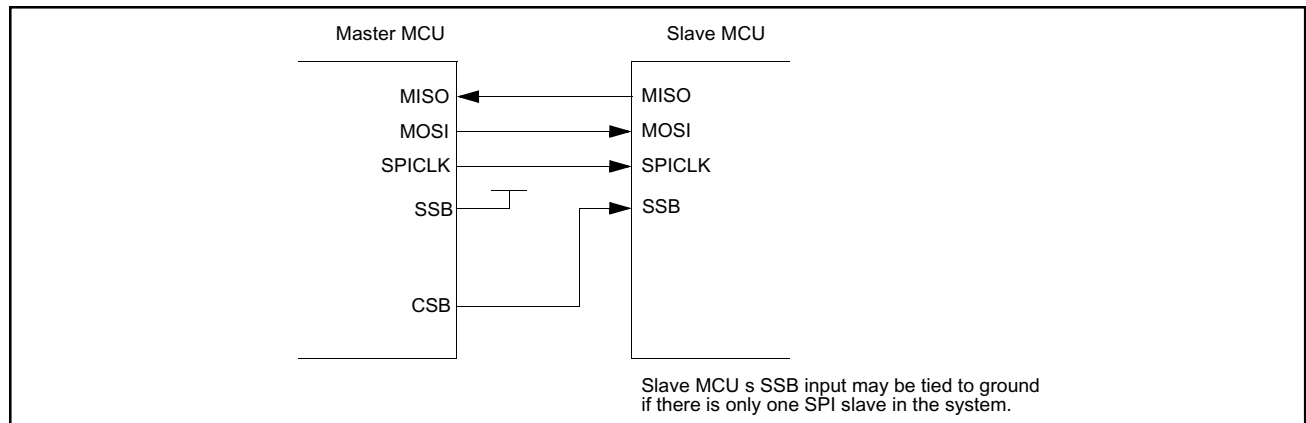 Master MCU
Slave MCU
MISO
MISO
MOSI
MOSI
SPICLK
SPICLK
SSB
SSB
CSB
Slave MCU s SSB input may be tied to ground
if there is only one SPI slave in the system.